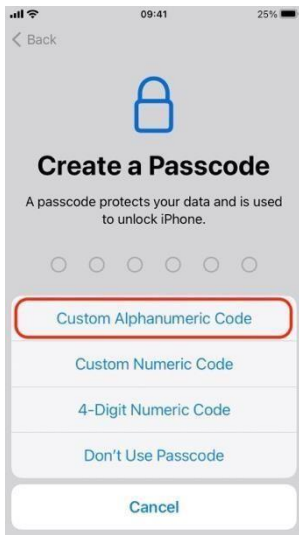 09:41 25%
Back
Create a Passcode
A passcode protects your data and is used
to unlock iPhone.
Custom Alphanumeric Code
Custom Numeric Code
4-Digit Numeric Code
Don't Use Passcode
Cancel